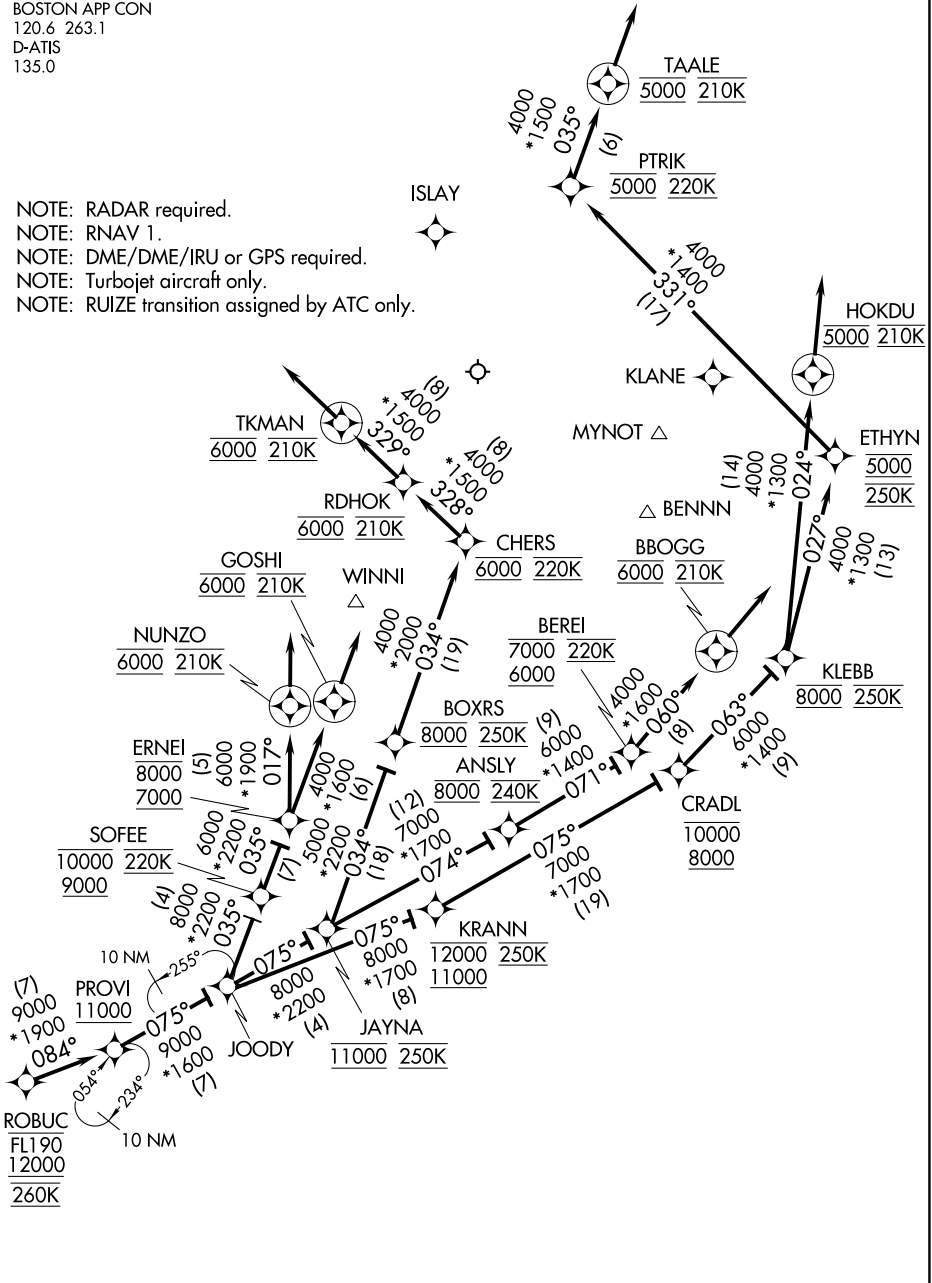 BOSTON APP CON
120.6 263.1
D-ATIS
135.0
TAALE
5000 210K
4000
*1500
035°
(6)
PTRIK
5000 220K
ISLAY
NOTE: RADAR required.
NOTE: RNAV 1.
NOTE: DME/DME/IRU or GPS required.
NOTE: Turbojet aircraft only.
NOTE: RUIZE transition assigned by ATC only.
4000
*1400
331°
(17)
HOKDU
5000 210K
KLANE
MYNOT
ETHYN
5000
250K
(14)
4000
*1300
024°
027°
4000
*1300
(13)
TKMAN
6000 210K
(8)
4000
*1500
329°
(8)
4000
*1500
328°
RDHOK
6000 210K
CHERS
6000 220K
BENNN
BBOGG
6000 210K
GOSHI
6000 210K
WINNI
NUNZO
6000 210K
4000
*2000
034°
(19)
BEREI
7000 220K
6000
KLEBB
8000 250K
4000
*1600
060°
(8)
063°
6000
*1400
(9)
BOXRS
8000 250K
ERNEI
8000
7000
(5)
6000
*1900
017°
4000
*1600
(6)
ANSLY
8000 240K
(9)
6000
*1400
071°
CRADL
10000
8000
SOFEE
10000 220K
9000
6000
*2200
035°
(7)
5000
*2200
034°
(18)
(12)
7000
*1700
074°
075°
7000
*1700
(19)
(4)
8000
*2200
035°
KRANN
12000 250K
11000
075°
8000
*2200
(4)
075°
8000
*1700
(8)
JAYNA
11000 250K
10 NM
255°
PROVI
11000
JOODY
(7)
9000
*1900
084°
075°
9000
*1600
(7)
054°
234°
10 NM
ROBUC
FL190
12000
260K